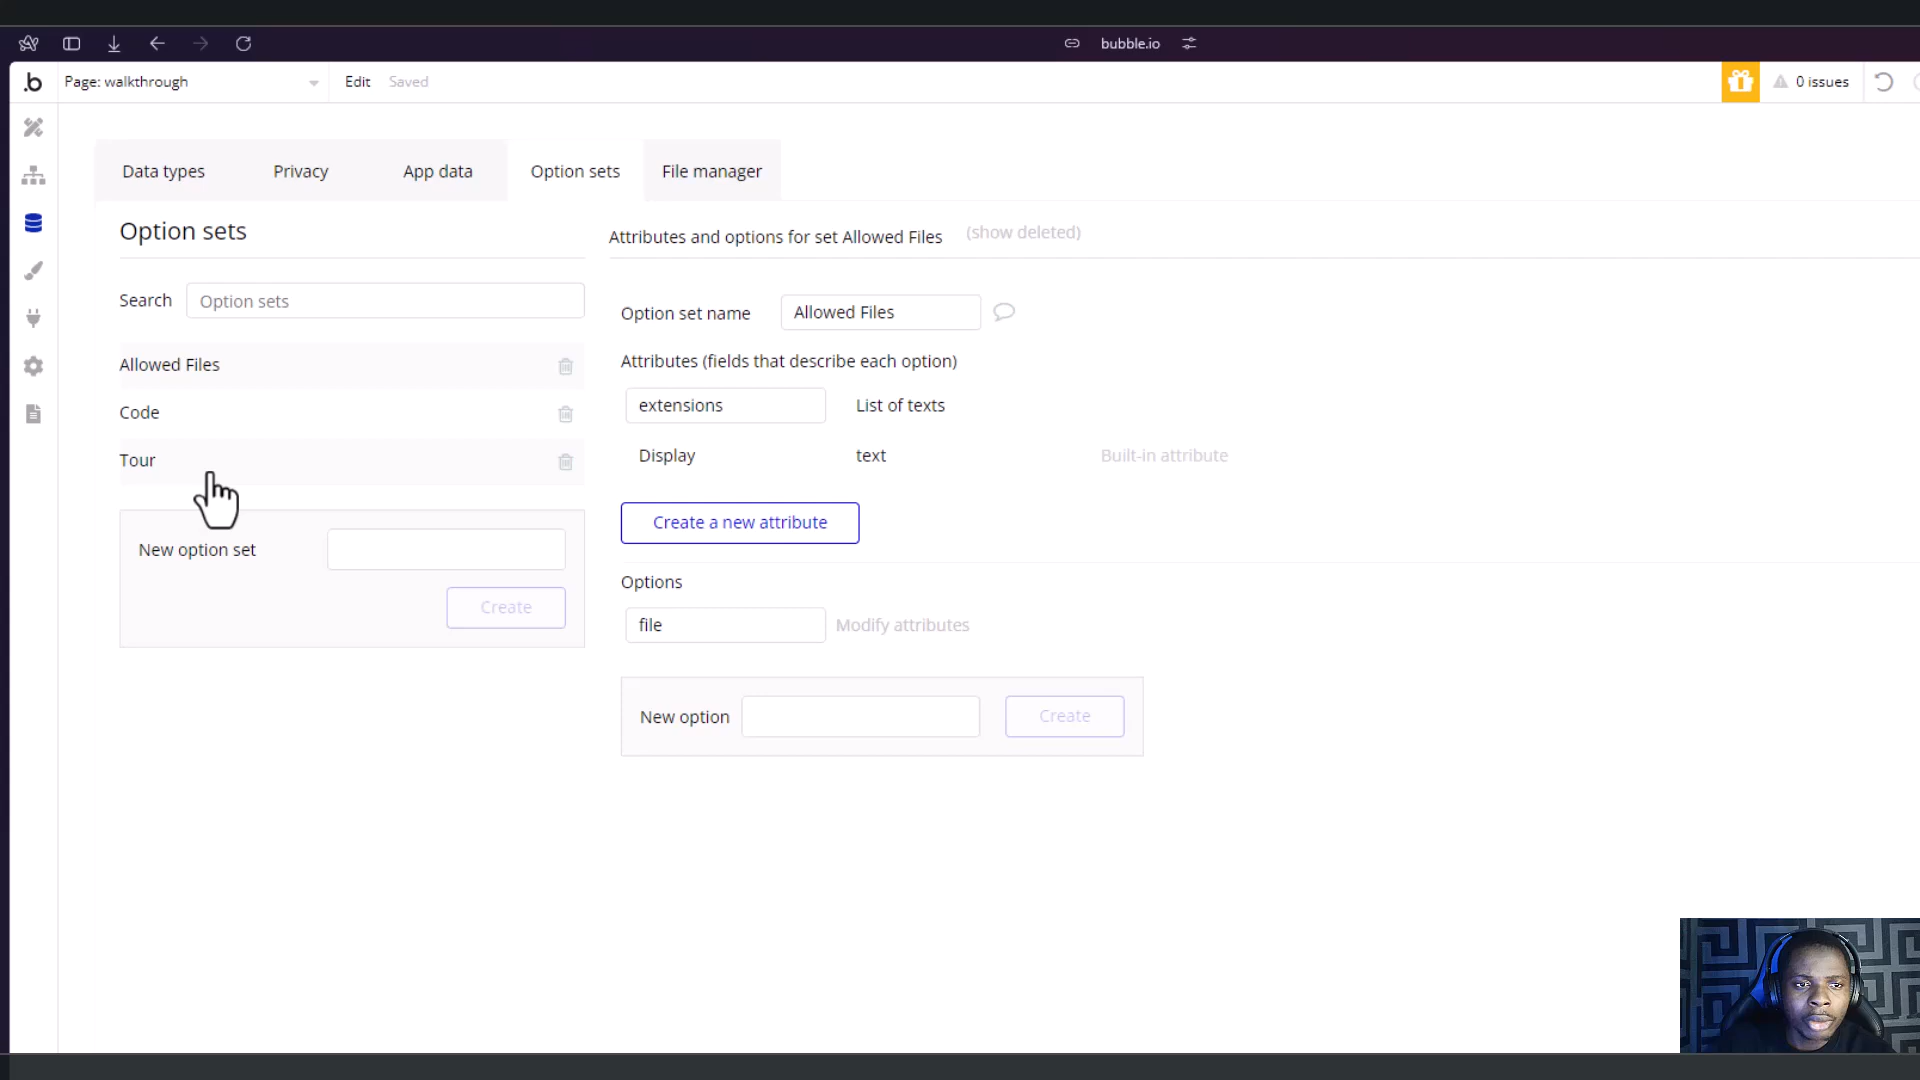 bubble.io
.b Page: walkthrough Edit Saved 0 issues
Data types Privacy App data Option sets File manager
Option sets
Attributes and options for set Allowed Files (show deleted)
Search Option sets
Option set name Allowed Files
Allowed Files
Attributes (fields that describe each option)
Code
extensions List of texts
Tour
Display text Built-in attribute
Create a new attribute
New option set
Create
Options
file Modify attributes
New option Create